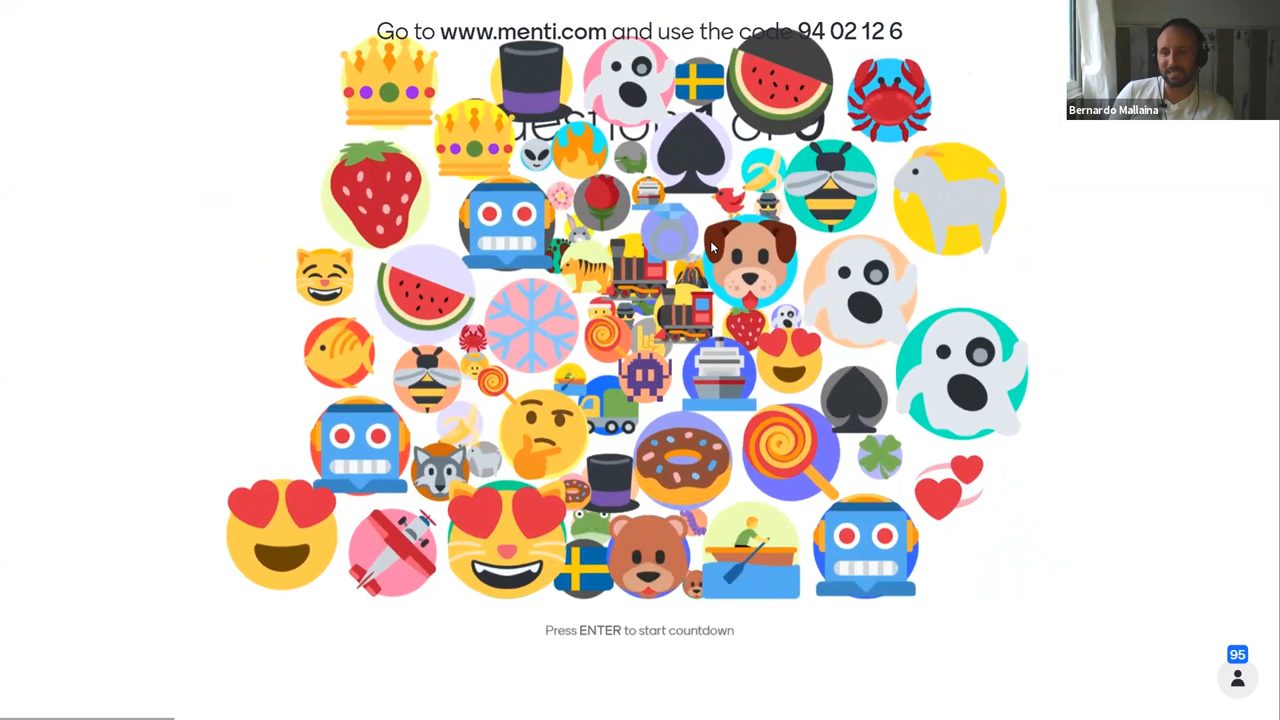 Go to www.menti.com and use the code 94 02 12 6
Bernardo Mallaina
Press ENTER to start countdown
95